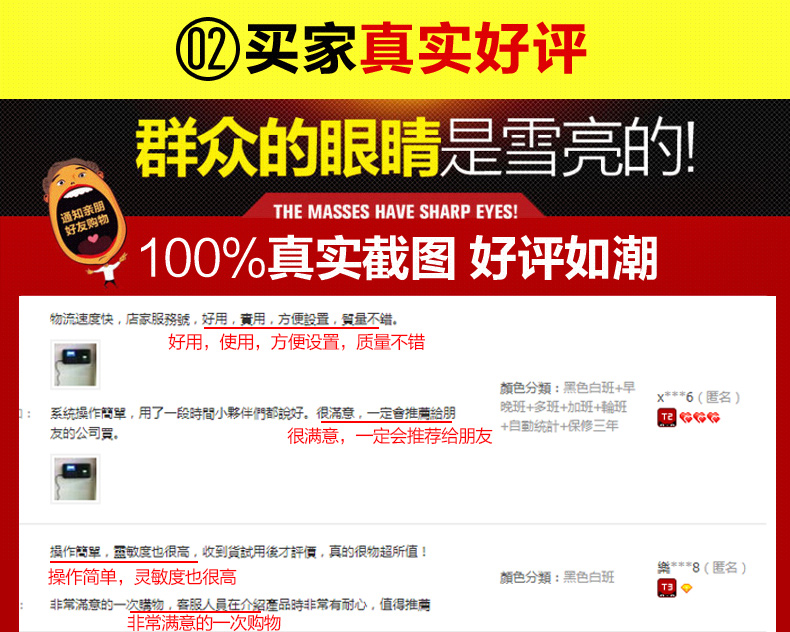 02买家真实好评
群众的眼睛是雪亮的!
通知亲朋
好友购物
THE MASSES HAVE SHARP EYES!
100%真实截图 好评如潮
物流速度快，店家服務號，好用，實用，方便設置，質量不錯。
好用，使用，方便设置，质量不错
系统操作簡單，用了一段時間小夥伴們都說好。很滿意，一定會推薦給朋
友的公司買。
很满意，一定会推荐给朋友
顏色分類：黑色白班+早
晚班+多班+加班+輪班
+自動統計+保修三年
x***6（匿名）
T2
操作簡單，靈敏度也很高，收到貨試用後才評價，真的很物超所值！
操作简单，灵敏度也很高
非常滿意的一次購物，客服人員在介紹產品時非常有耐心，值得推薦
非常满意的一次购物
顏色分類：黑色白班
樂***8（匿名）
T3